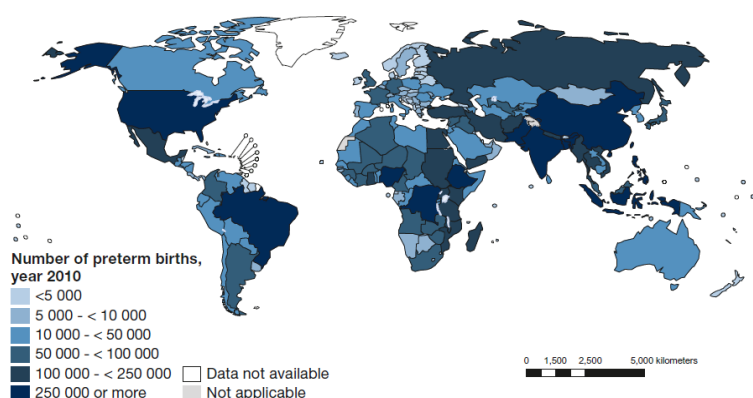 Number of preterm births,
year 2010
<5 000
5 000 - < 10 000
10 000 - < 50 000
50 000 - < 100 000
100 000 - < 250 000
250 000 or more
Data not available
Not applicable
0 1,500 2,500 5,000 kilometers